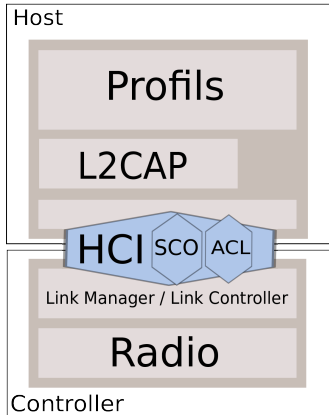 Host
Profils
L2CAP
HCI SCO ACL
Link Manager / Link Controller
Radio
Controller